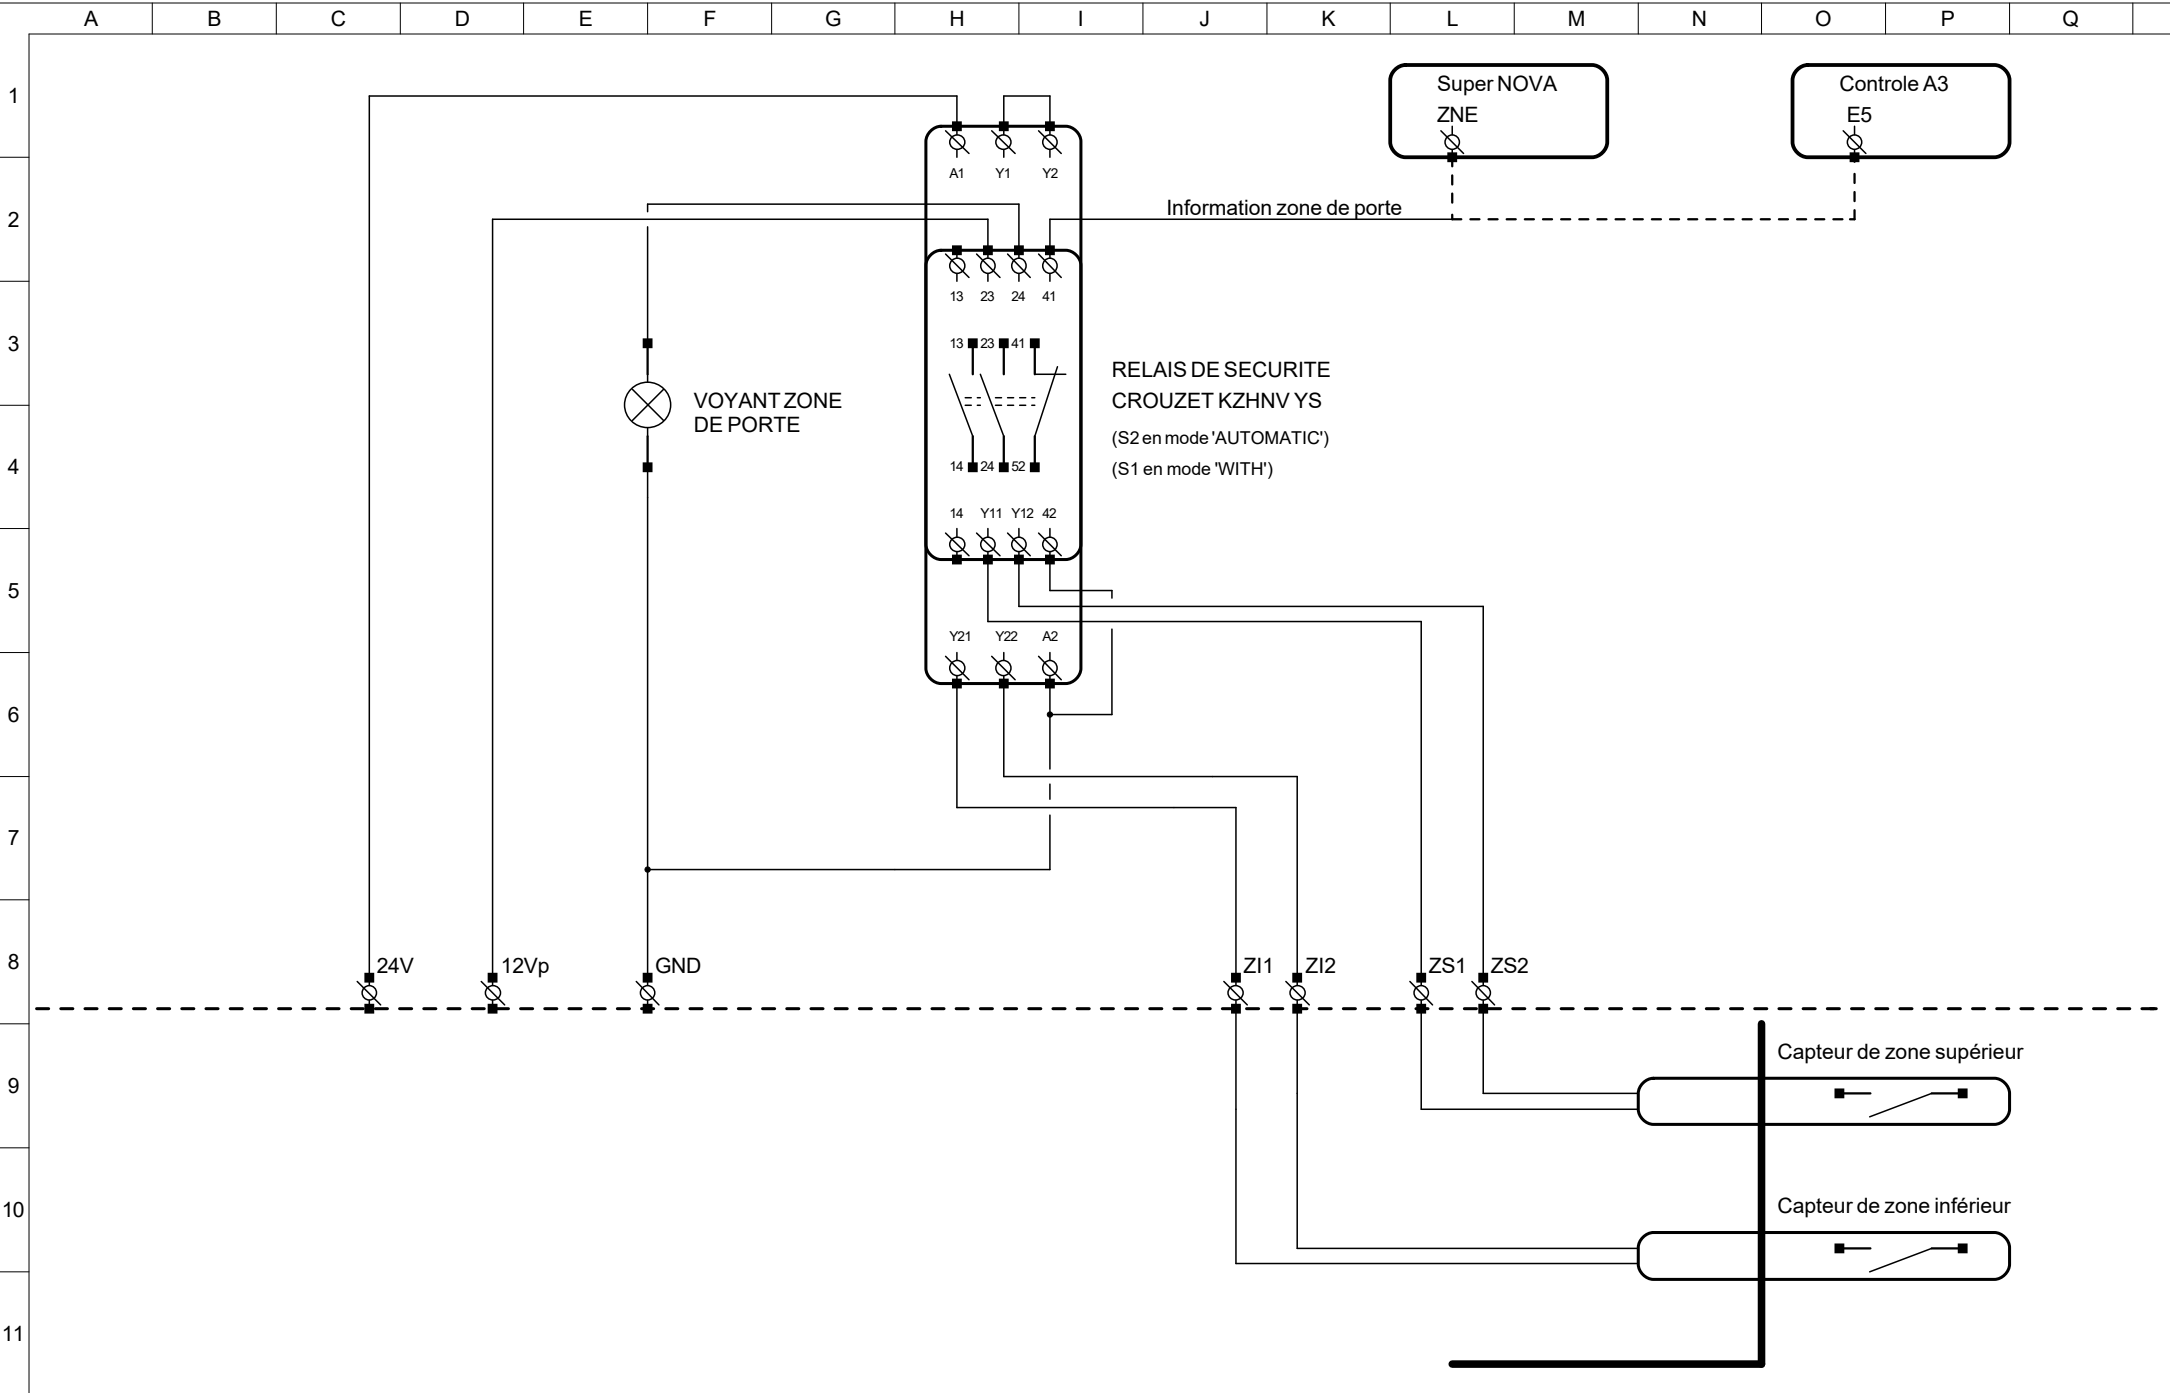 A B C D E F G H I J K L M N O P Q
1
Super NOVA
ZNE
Controle A3
E5
A1 Y1 Y2
2
Information zone de porte
13 23 24 41
3
13 23 41
RELAIS DE SECURITE
CROUZET KZHNV YS
(S2 en mode 'AUTOMATIC')
(S1 en mode 'WITH')
VOYANT ZONE
DE PORTE
4
14 24 52
14 Y11 Y12 42
5
Y21 Y22 A2
6
7
8
24V 12Vp GND ZI1 ZI2 ZS1 ZS2
9
Capteur de zone supérieur
10
Capteur de zone inférieur
11